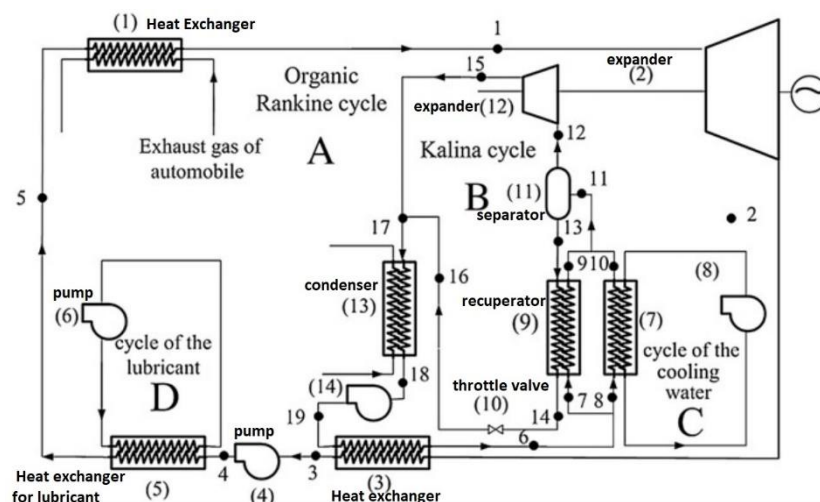 (1) Heat Exchanger
1
15
expander
(2)
Organic
Rankine cycle
expander(12)
A
12
Exhaust gas of
automobile
Kalina cycle
B
(11)
11
separator
5
17
13
2
16
910
(8)
pump
(6)
condenser
(13)
recuperator
(9)
(7)
cycle of the
lubricant
D
cycle of the
cooling
water
C
18
(14)
throttle valve
(10)
14
7
8
19
pump
6
4
3
Heat exchanger
for lubricant
(5)
(4)
(3)
Heat exchanger